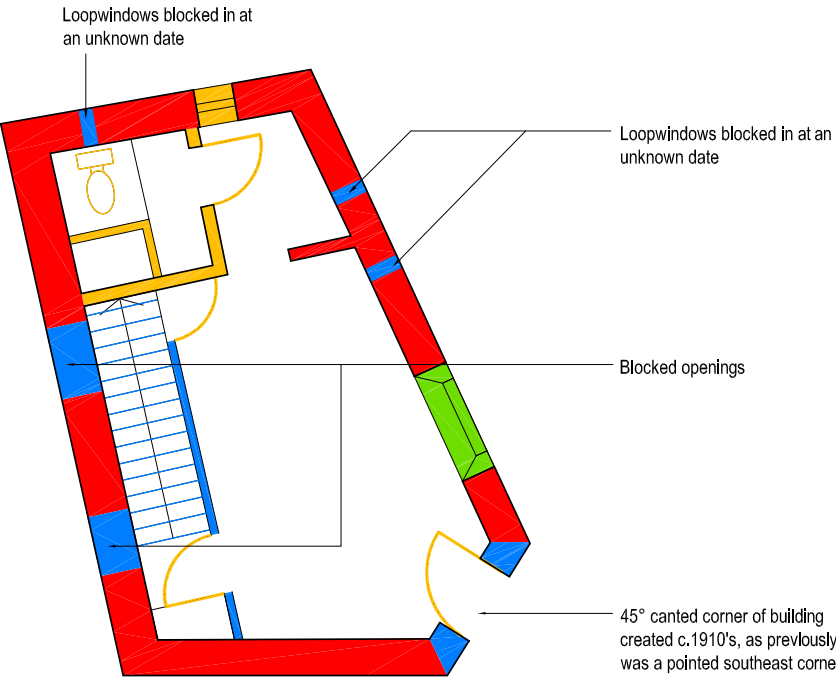 Loopwindows blocked in at
an unknown date
Loopwindows blocked in at an
unknown date
Blocked openings
45° canted corner of building
created c.1910's, as previously
was a pointed southeast corne